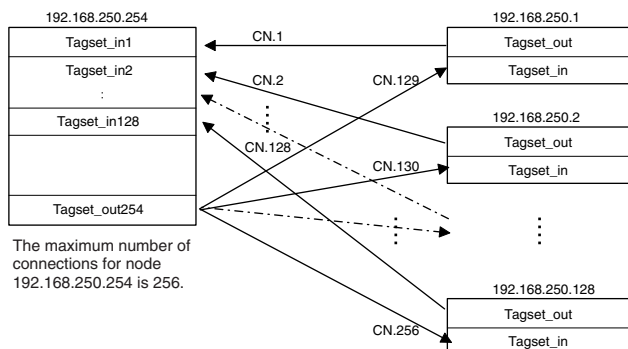 192.168.250.254
Tagset_in1
Tagset_in2
:
Tagset_in128
Tagset_out254
The maximum number of
connections for node
192.168.250.254 is 256.
CN.1
CN.2
CN.128
CN.129
CN.130
CN.256
192.168.250.1
Tagset_out
Tagset_in
192.168.250.2
Tagset_out
Tagset_in
192.168.250.128
Tagset_out
Tagset_in